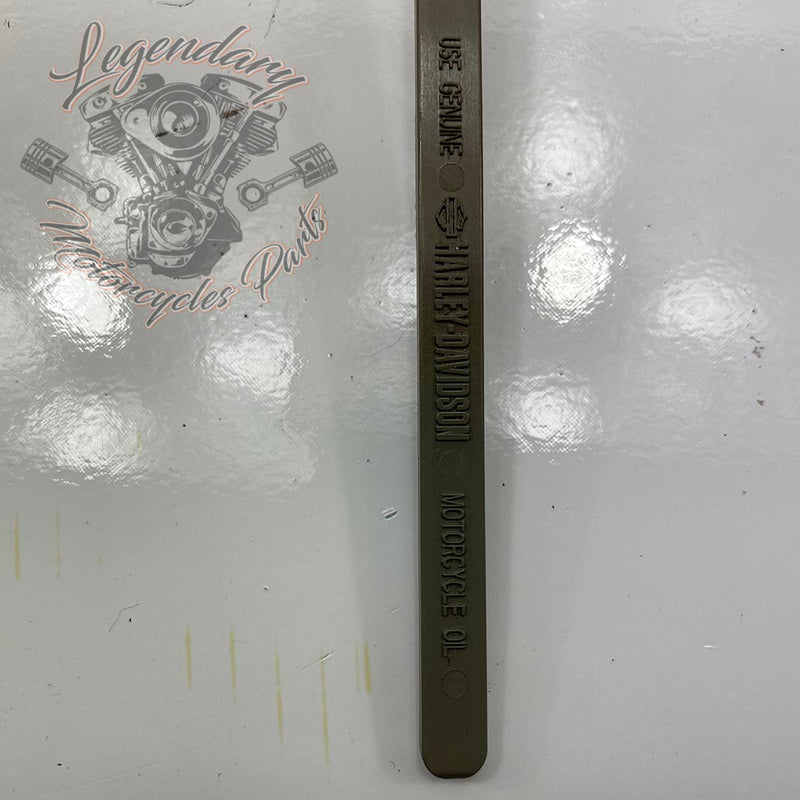 Legendary
Motorcycles Parts
USE GENUINE
HARLEY-DAVIDSON
MOTORCYCLE OIL